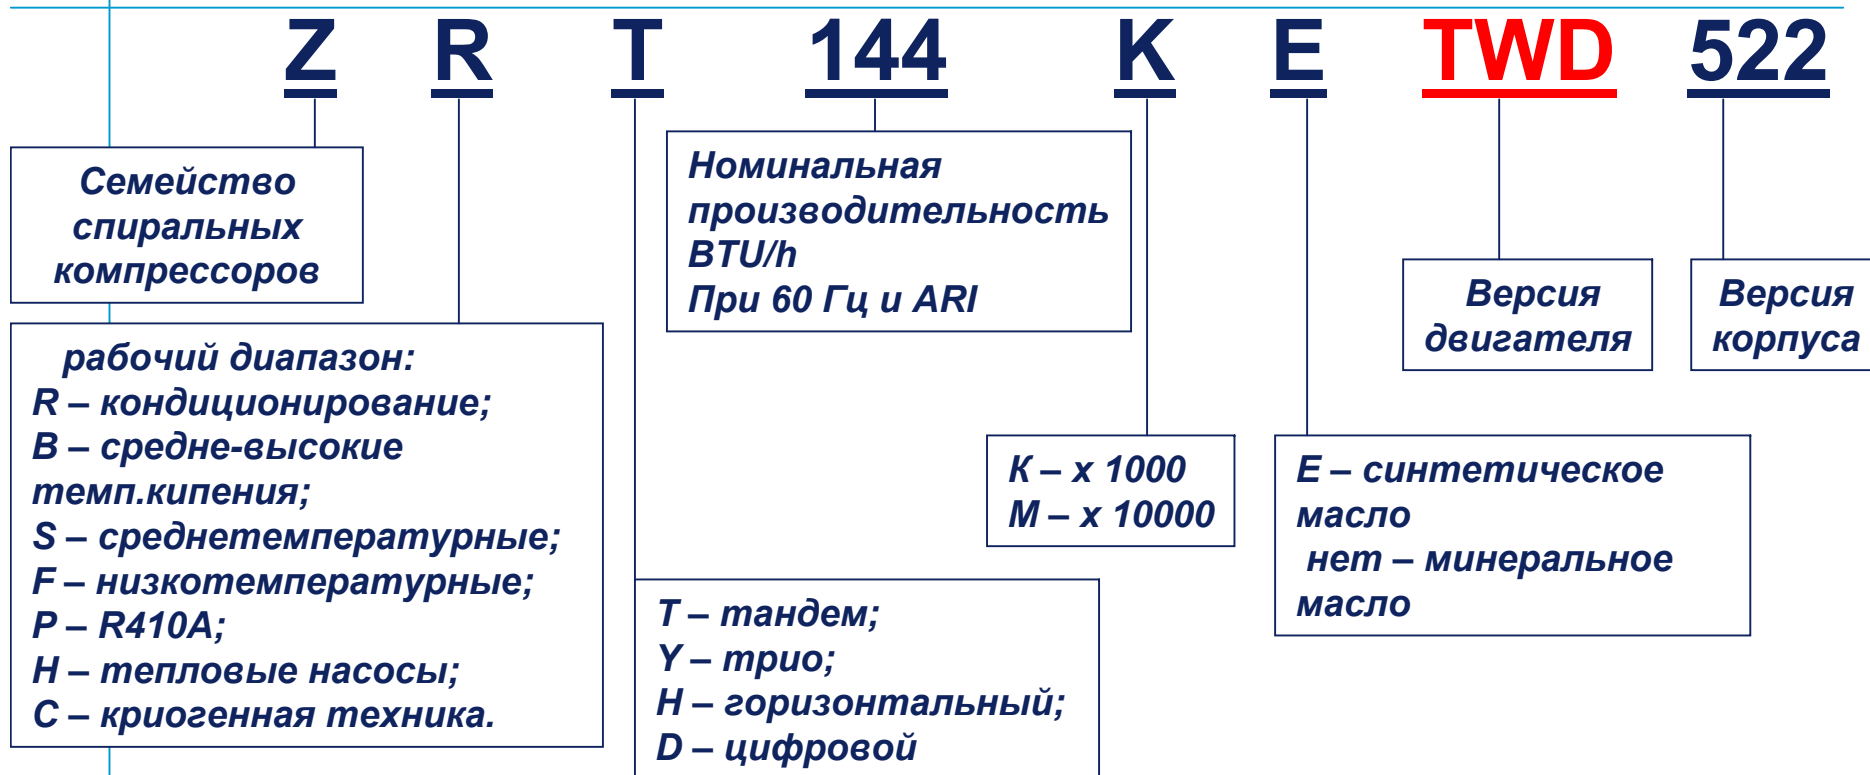 Z R T 144 K E TWD 522
Семейство
спиральных
компрессоров
Номинальная
производительность
BTU/h
При 60 Гц и ARI
Версия
двигателя
Версия
корпуса
рабочий диапазон:
R – кондиционирование;
B – средне-высокие
темп.кипения;
S – среднетемпературные;
F – низкотемпературные;
P – R410A;
H – тепловые насосы;
C – криогенная техника.
К – х 1000
М – х 10000
E – синтетическое
масло
нет – минеральное
масло
T – тандем;
Y – трио;
H – горизонтальный;
D – цифровой